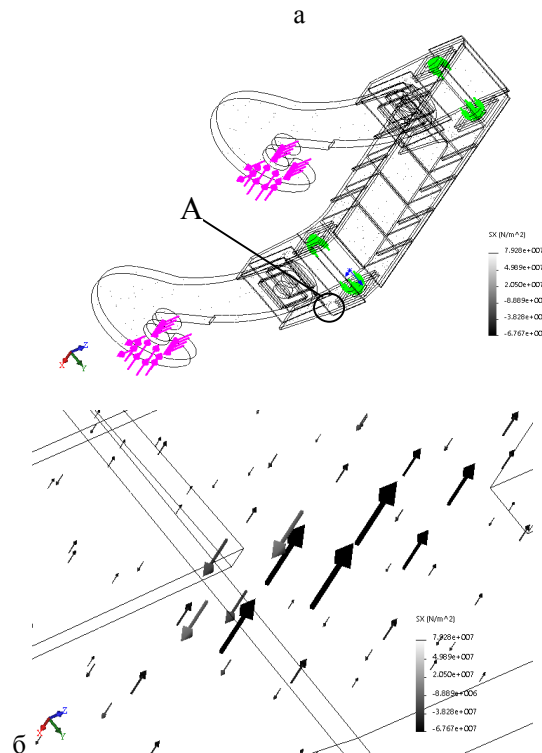 а
A
SX (N/m^2)
7.928e+007
4.989e+007
2.050e+007
-8.889e+006
-3.828e+007
-6.767e+007
Z
X
Y
SX (N/m^2)
7.928e+007
4.989e+007
2.050e+007
-8.889e+006
-3.828e+007
-6.767e+007
Z
X
Y
б